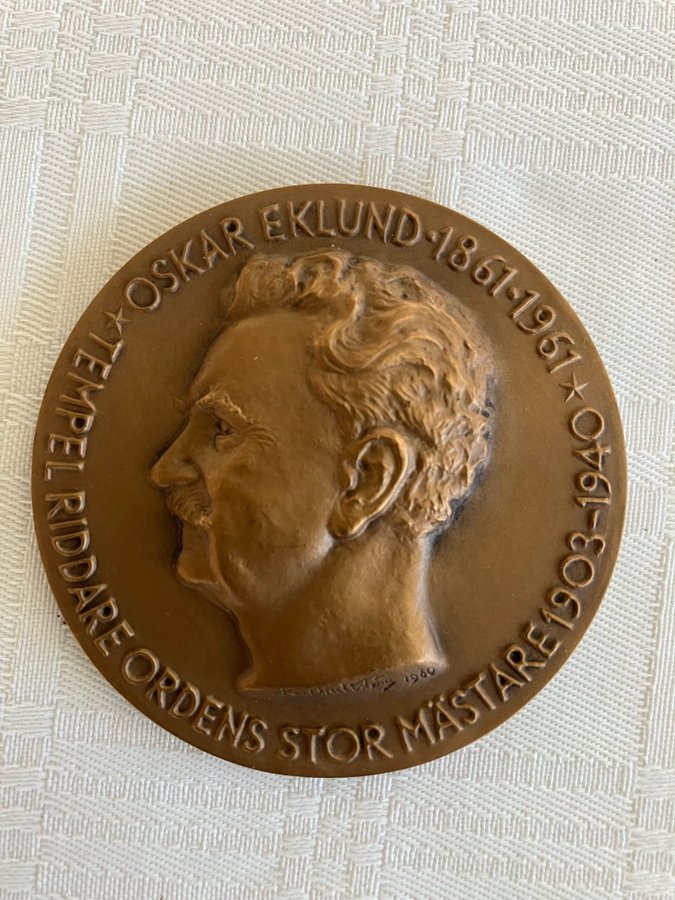 OSKAR EKLUND·1861·1961
TEMPEL RIDDARE ORDENS STOR MÄSTARE 1903-1940
1960